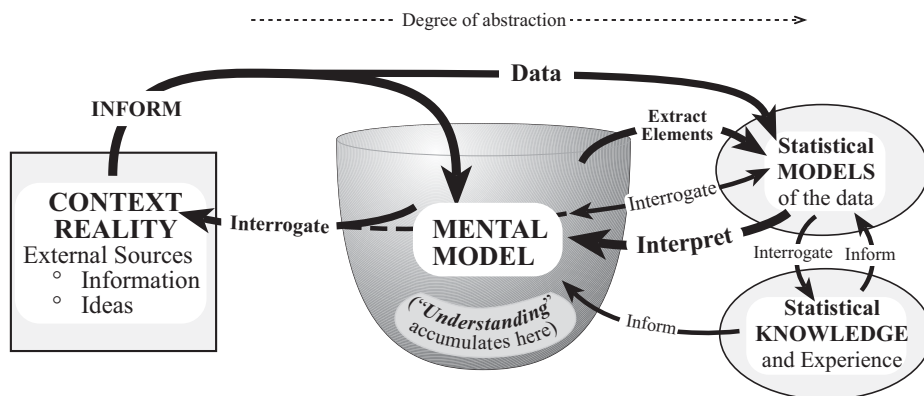 Degree of abstraction
Data
INFORM
Extract
Elements
Statistical
MODELS
of the data
CONTEXT
REALITY
External Sources
° Information
° Ideas
Interrogate
MENTAL
MODEL
Interrogate
Interpret
Interrogate
Inform
("Understanding"
accumulates here)
Inform
Statistical
KNOWLEDGE
and Experience